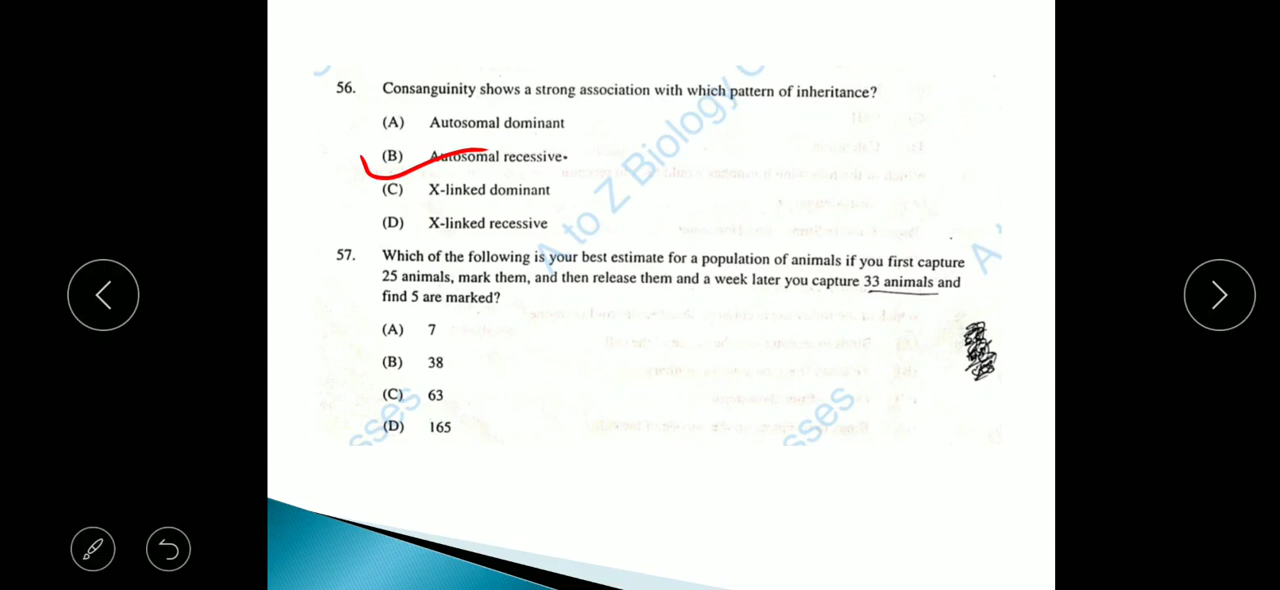 56. Consanguinity shows a strong association with which pattern of inheritance?
(A) Autosomal dominant
(B) Autosomal recessive
(C) X-linked dominant
(D) X-linked recessive
57. Which of the following is your best estimate for a population of animals if you first capture
25 animals, mark them, and then release them and a week later you capture 33 animals and
find 5 are marked?
(A) 7
(B) 38
(C) 63
(D) 165
A to Z Biology
A
sses
sses